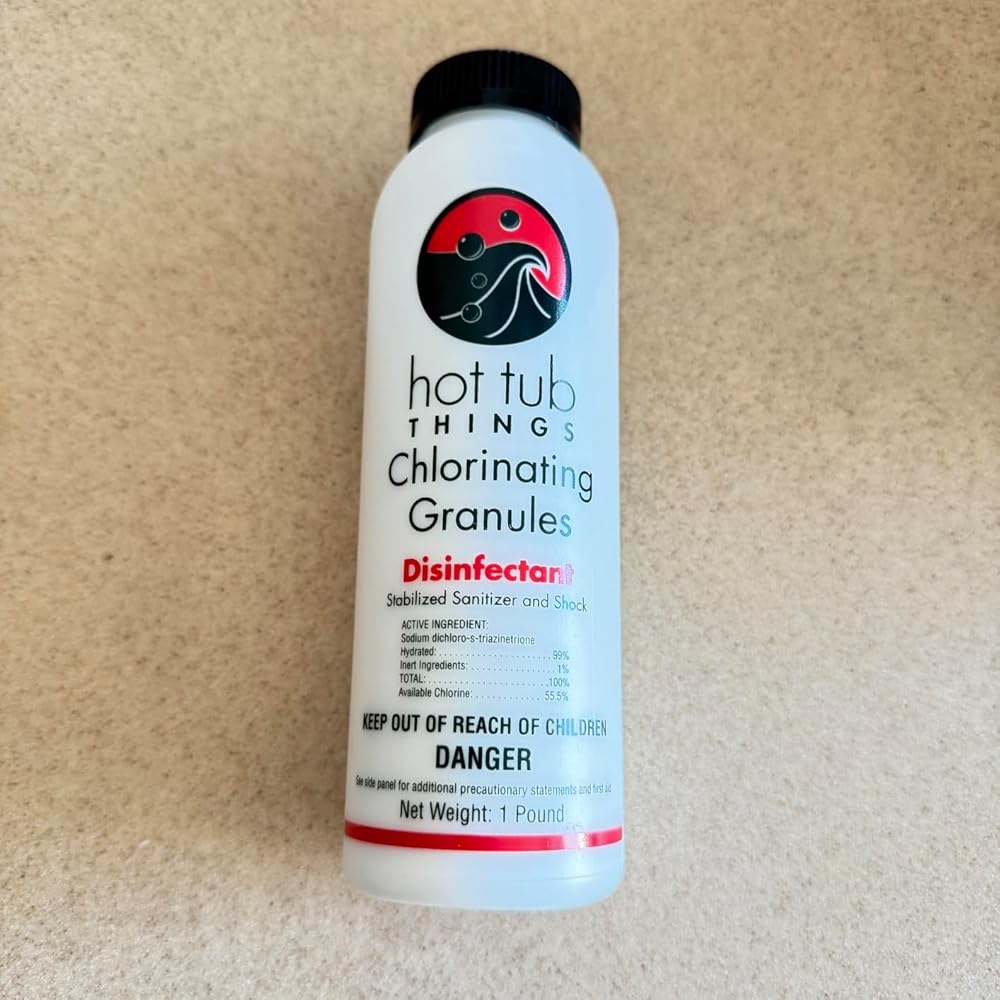 hot tub
THINGS
Chlorinating
Granules
Disinfectant
Stabilized Sanitizer and Shock
ACTIVE INGREDIENT:
Sodium dichloro-s-triazinetrione
Hydrated: . . . . . . . . . . . . . . . . . . . . 99%
Inert Ingredients: . . . . . . . . . . . . . . . 1%
TOTAL: . . . . . . . . . . . . . . . . . . . . . .100%
Available Chlorine: . . . . . . . . . . . . 55.5%
KEEP OUT OF REACH OF CHILDREN
DANGER
See side panel for additional precautionary statements and first aid
Net Weight: 1 Pound